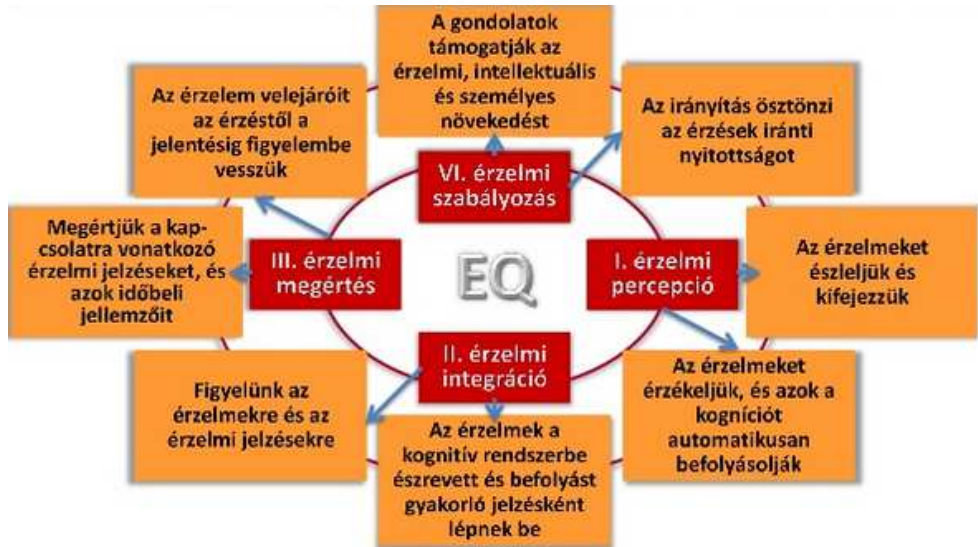 A gondolatok
támogatják az
érzelmi, intellektuális
és személyes
növekedést
Az érzelem velejáróit
az érzéstől a
jelentésig figyelembe
vesszük
Az irányítás ösztönzi
az érzések iránti
nyitottságot
VI. érzelmi
szabályozás
Megértjük a kap-
csolatra vonatkozó
érzelmi jelzéseket, és
azok időbeli
jellemzőit
III. érzelmi
megértés
EQ
I. érzelmi
percepció
Az érzelmeket
észleljük és
kifejezzük
II. érzelmi
integráció
Figyelünk az
érzelmekre és az
érzelmi jelzésekre
Az érzelmek a
kognitív rendszerbe
észrevett és befolyást
gyakorló jelzésként
lépnek be
Az érzelmeket
érzékeljük, és azok a
kogníciót
automatikusan
befolyásolják